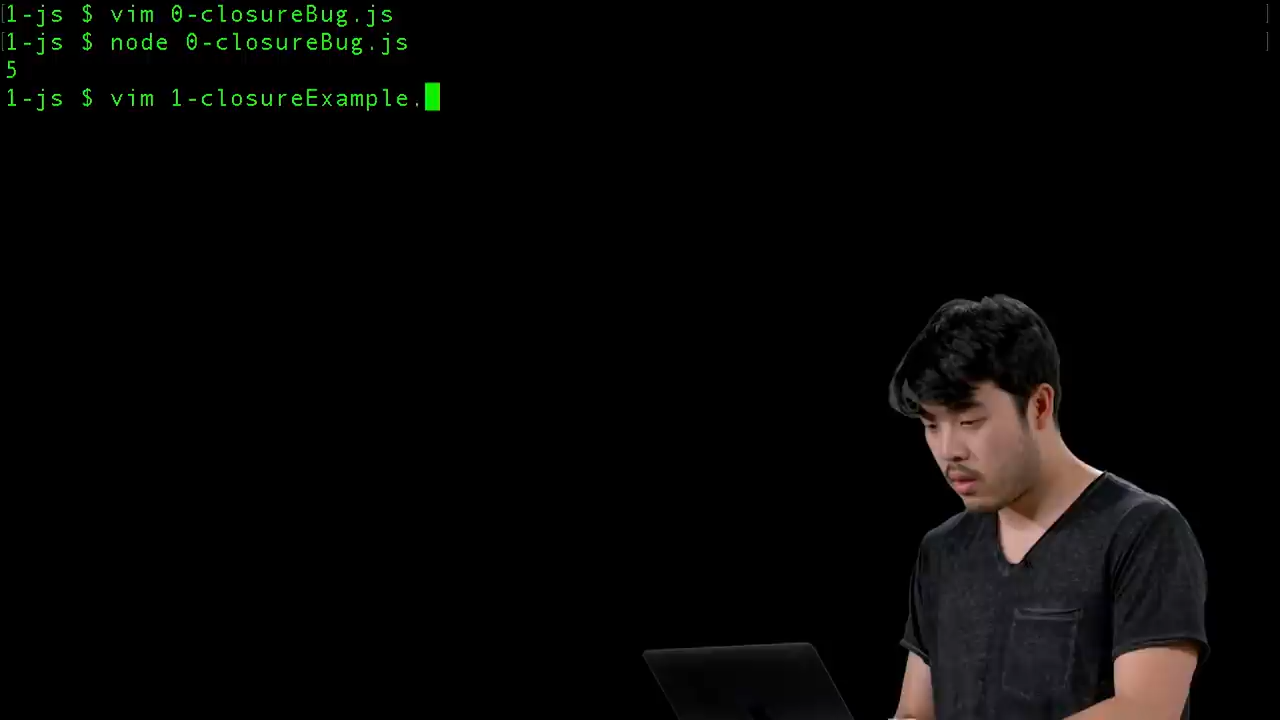 [1-js $ vim 0-closureBug.js ]
[1-js $ node 0-closureBug.js ]
5
1-js $ vim 1-closureExample.